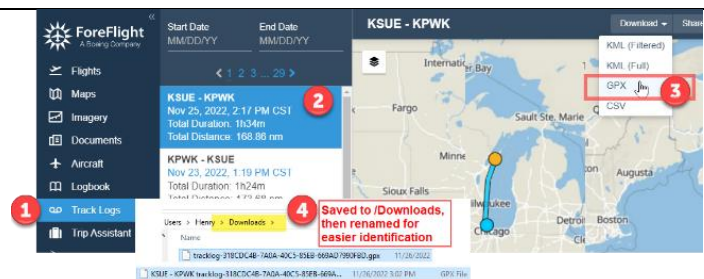 ForeFlight
A Boeing Company
«
Flights
Maps
Imagery
Documents
Aircraft
Logbook
1
Track Logs
Trip Assistant
Start Date
End Date
MM/DD/YY
MM/DD/YY
< 1 2 3 ... 29 >
KSUE - KPWK
2
Nov 25, 2022, 2:17 PM CST
Total Duration: 1h34m
Total Distance: 168.86 nm
KPWK - KSUE
Nov 23, 2022, 1:19 PM CST
Total Duration: 1h24m
KSUE - KPWK
Download
Share
KML (Filtered)
KML (Full)
GPX
3
CSV
Internatio
er Bay
Fargo
Sault Ste. Marie
Minne
Sioux Falls
ilwaukee
Chicago
Detroi
Cle
Augusta
Boston
4
Saved to /Downloads,
then renamed for
easier identification
Users > Henry > Downloads >
Name
tracklog-318CDC4B-7A0A-40C5-85EB-669AD7990FBD.gpx 11/26/2022
KSUE - KPWK tracklog-318CDC4B-7A0A-40C5-85EB-669A... 11/26/2022 3:02 PM GPX File